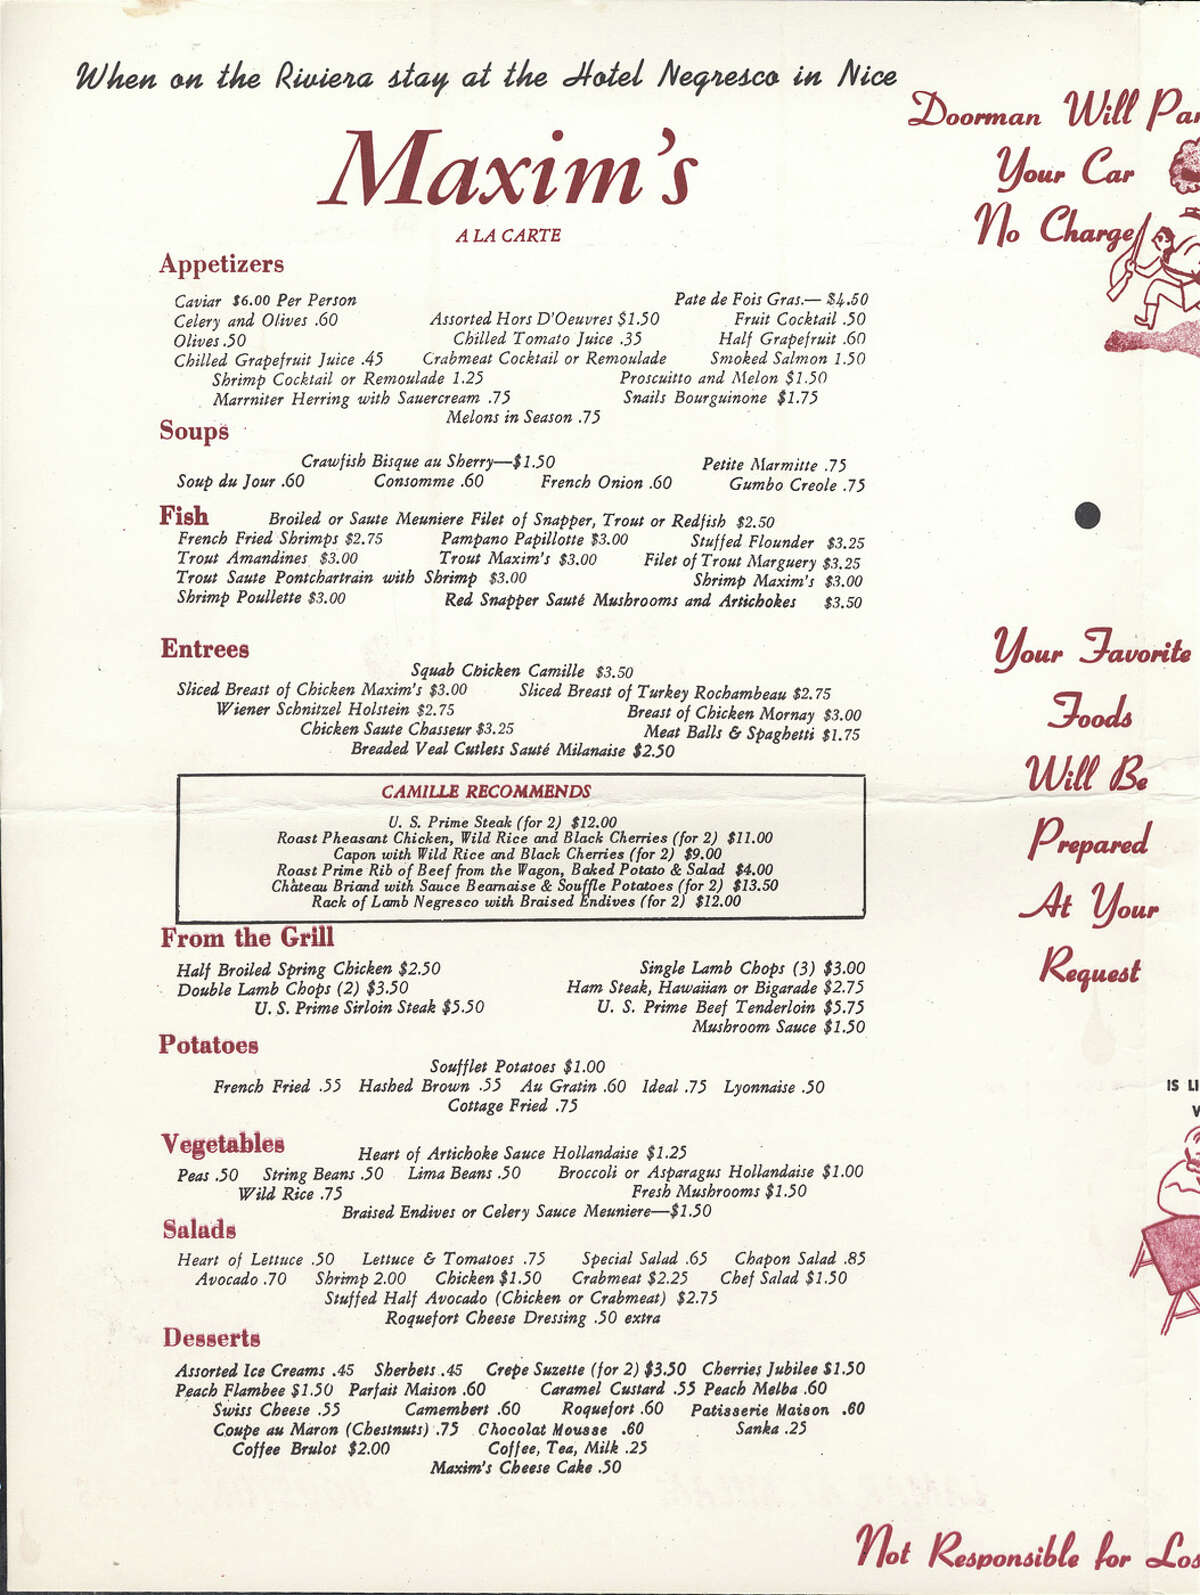 When on the Riviera stay at the Hotel Negresco in Nice
Doorman Will
Your Car
No Charge
Maxim's
A LA CARTE
Appetizers
Caviar $6.00 Per Person Pate de Fois Gras.— $4.50
Celery and Olives .60 Assorted Hors D'Oeuvres $1.50 Fruit Cocktail .50
Olives .50 Chilled Tomato Juice .35 Half Grapefruit .60
Chilled Grapefruit Juice .45 Crabmeat Cocktail or Remoulade Smoked Salmon 1.50
Shrimp Cocktail or Remoulade 1.25 Proscuitto and Melon $1.50
Marrniter Herring with Sauercream .75 Snails Bourguinone $1.75
Melons in Season .75
Soups
Crawfish Bisque au Sherry—$1.50 Petite Marmitte .75
Soup du Jour .60 Consomme .60 French Onion .60 Gumbo Creole .75
Fish Broiled or Saute Meuniere Filet of Snapper, Trout or Redfish $2.50
French Fried Shrimps $2.75 Pampano Papillotte $3.00 Stuffed Flounder $3.25
Trout Amandines $3.00 Trout Maxim's $3.00 Filet of Trout Marguery $3.25
Trout Saute Pontchartrain with Shrimp $3.00 Shrimp Maxim's $3.00
Shrimp Poullette $3.00 Red Snapper Sauté Mushrooms and Artichokes $3.50
Entrees
Squab Chicken Camille $3.50
Sliced Breast of Chicken Maxim's $3.00 Sliced Breast of Turkey Rochambeau $2.75
Wiener Schnitzel Holstein $2.75 Breast of Chicken Mornay $3.00
Chicken Saute Chasseur $3.25 Meat Balls & Spaghetti $1.75
Breaded Veal Cutlets Sauté Milanaise $2.50
CAMILLE RECOMMENDS
U. S. Prime Steak (for 2) $12.00
Roast Pheasant Chicken, Wild Rice and Black Cherries (for 2) $11.00
Capon with Wild Rice and Black Cherries (for 2) $9.00
Roast Prime Rib of Beef from the Wagon, Baked Potato & Salad $4.00
Chateau Briand with Sauce Bearnaise & Souffle Potatoes (for 2) $13.50
Rack of Lamb Negresco with Braised Endives (for 2) $12.00
From the Grill
Half Broiled Spring Chicken $2.50 Single Lamb Chops (3) $3.00
Double Lamb Chops (2) $3.50 Ham Steak, Hawaiian or Bigarade $2.75
U. S. Prime Sirloin Steak $5.50 U. S. Prime Beef Tenderloin $5.75
Mushroom Sauce $1.50
Potatoes
Soufflet Potatoes $1.00
French Fried .55 Hashed Brown .55 Au Gratin .60 Ideal .75 Lyonnaise .50
Cottage Fried .75
Vegetables Heart of Artichoke Sauce Hollandaise $1.25
Peas .50 String Beans .50 Lima Beans .50 Broccoli or Asparagus Hollandaise $1.00
Wild Rice .75 Fresh Mushrooms $1.50
Braised Endives or Celery Sauce Meuniere—$1.50
Salads
Heart of Lettuce .50 Lettuce & Tomatoes .75 Special Salad .65 Chapon Salad .85
Avocado .70 Shrimp 2.00 Chicken $1.50 Crabmeat $2.25 Chef Salad $1.50
Stuffed Half Avocado (Chicken or Crabmeat) $2.75
Roquefort Cheese Dressing .50 extra
Desserts
Assorted Ice Creams .45 Sherbets .45 Crepe Suzette (for 2) $3.50 Cherries Jubilee $1.50
Peach Flambee $1.50 Parfait Maison .60 Caramel Custard .55 Peach Melba .60
Swiss Cheese .55 Camembert .60 Roquefort .60 Patisserie Maison .60
Coupe au Maron (Chestnuts) .75 Chocolat Mousse .60 Sanka .25
Coffee Brulot $2.00 Coffee, Tea, Milk .25
Maxim's Cheese Cake .50
Your Favorite
Foods
Will Be
Prepared
At Your
Request
IS
Not Responsible for